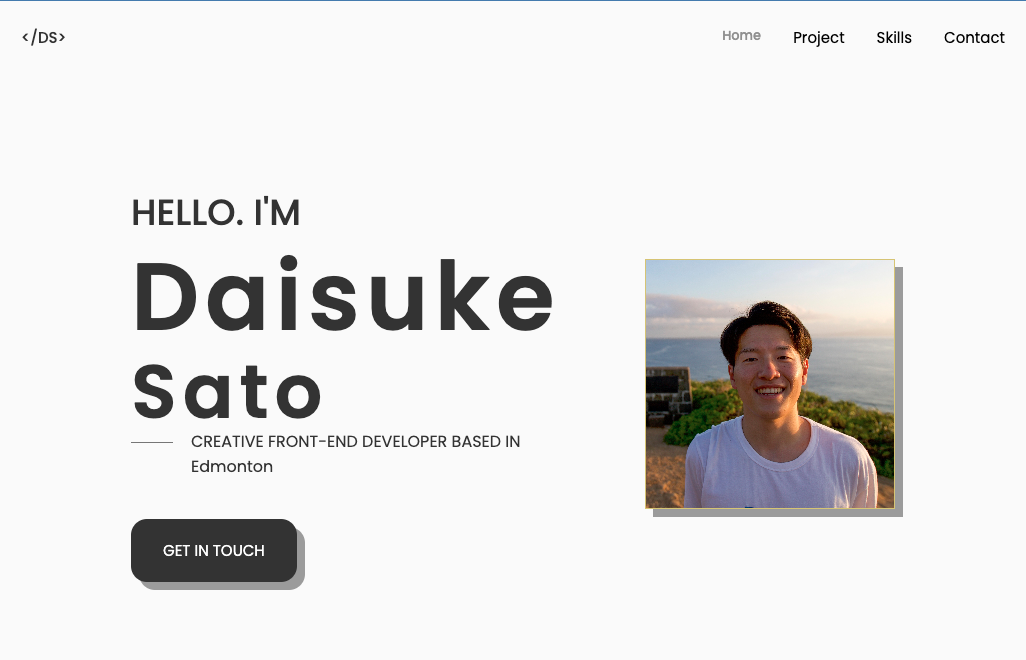 </DS>
Home Project Skills Contact
HELLO. I'M
Daisuke
Sato
CREATIVE FRONT-END DEVELOPER BASED IN
Edmonton
GET IN TOUCH